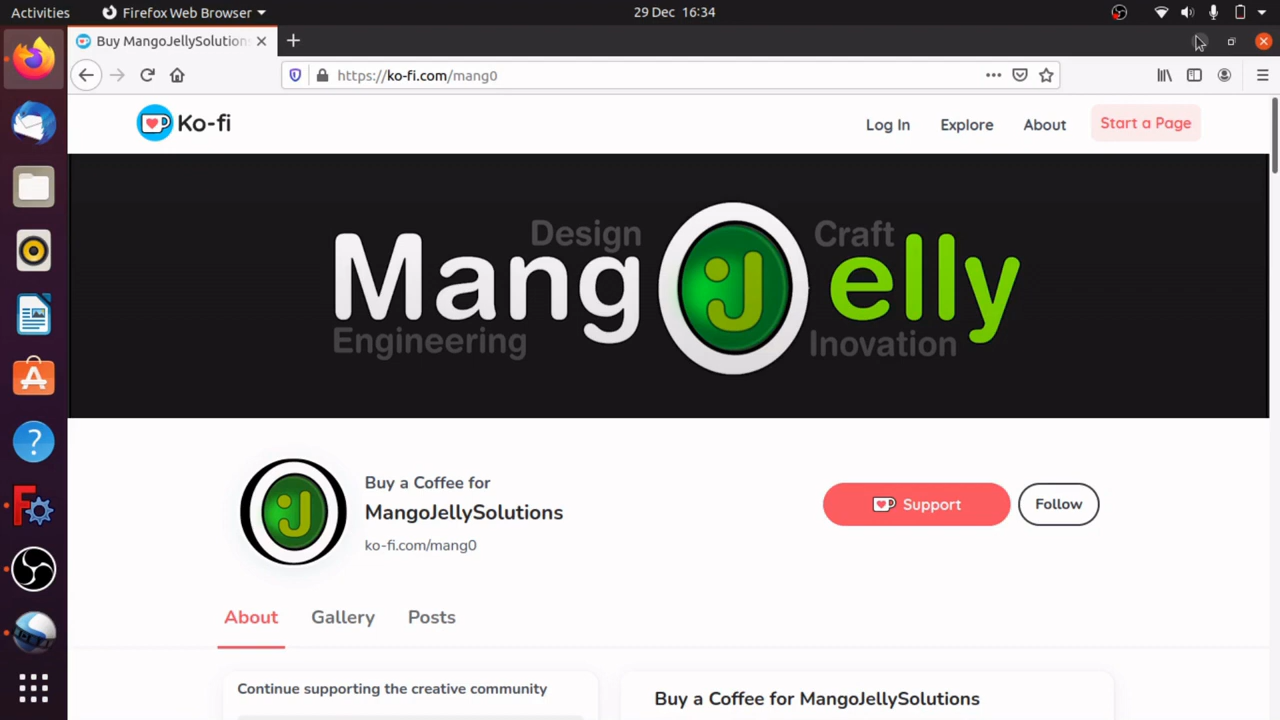 Activities Firefox Web Browser 29 Dec 16:34
Buy MangoJellySolution
https://ko-fi.com/mang0
Ko-fi Log In Explore About Start a Page
Design Craft
Mang J elly
Engineering Inovation
Buy a Coffee for
MangoJellySolutions
ko-fi.com/mang0
Support Follow
About Gallery Posts
Continue supporting the creative community
Buy a Coffee for MangoJellySolutions